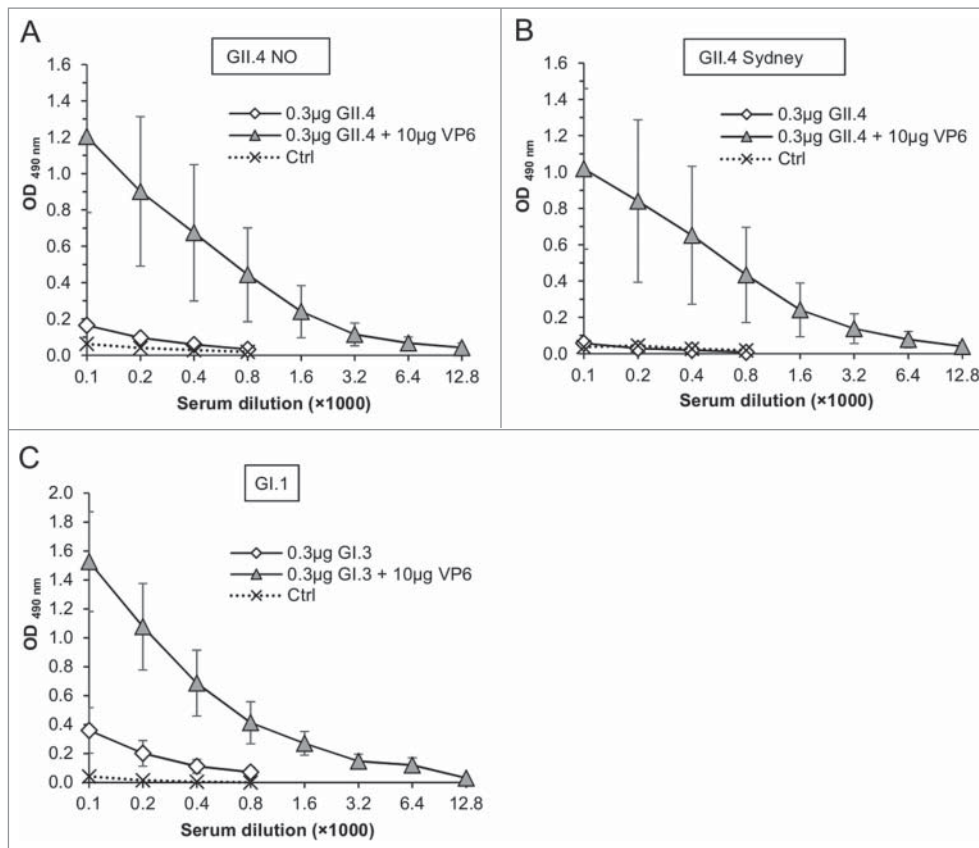 A
GII.4 NO
1.6
1.4
1.2
1.0
0.8
0.6
0.4
0.2
0.0
OD 490 nm
0.3µg GII.4
0.3µg GII.4 + 10µg VP6
Ctrl
0.1 0.2 0.4 0.8 1.6 3.2 6.4 12.8
Serum dilution (×1000)
B
GII.4 Sydney
1.6
1.4
1.2
1.0
0.8
0.6
0.4
0.2
0.0
OD 490 nm
0.3µg GII.4
0.3µg GII.4 + 10µg VP6
Ctrl
0.1 0.2 0.4 0.8 1.6 3.2 6.4 12.8
Serum dilution (×1000)
C
GI.1
2.0
1.8
1.6
1.4
1.2
1.0
0.8
0.6
0.4
0.2
0.0
OD 490 nm
0.3µg GI.3
0.3µg GI.3 + 10µg VP6
Ctrl
0.1 0.2 0.4 0.8 1.6 3.2 6.4 12.8
Serum dilution (×1000)